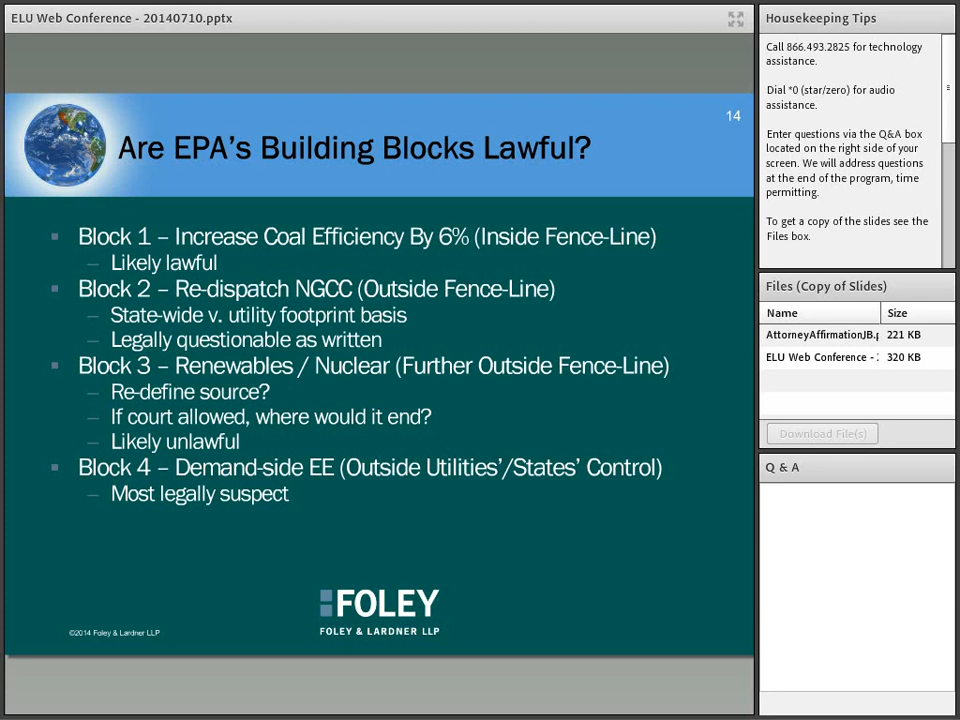 ELU Web Conference - 20140710.pptx
14
Are EPA's Building Blocks Lawful?
▪ Block 1 – Increase Coal Efficiency By 6% (Inside Fence-Line)
– Likely lawful
▪ Block 2 – Re-dispatch NGCC (Outside Fence-Line)
– State-wide v. utility footprint basis
– Legally questionable as written
▪ Block 3 – Renewables / Nuclear (Further Outside Fence-Line)
– Re-define source?
– If court allowed, where would it end?
– Likely unlawful
▪ Block 4 – Demand-side EE (Outside Utilities'/States' Control)
– Most legally suspect
FOLEY
FOLEY & LARDNER LLP
©2014 Foley & Lardner LLP
Housekeeping Tips
Call 866.493.2825 for technology
assistance.
Dial *0 (star/zero) for audio
assistance.
Enter questions via the Q&A box
located on the right side of your
screen. We will address questions
at the end of the program, time
permitting.
To get a copy of the slides see the
Files box.
Files (Copy of Slides)
Name Size
AttorneyAffirmationJB.p 221 KB
ELU Web Conference - 320 KB
Download File(s)
Q & A